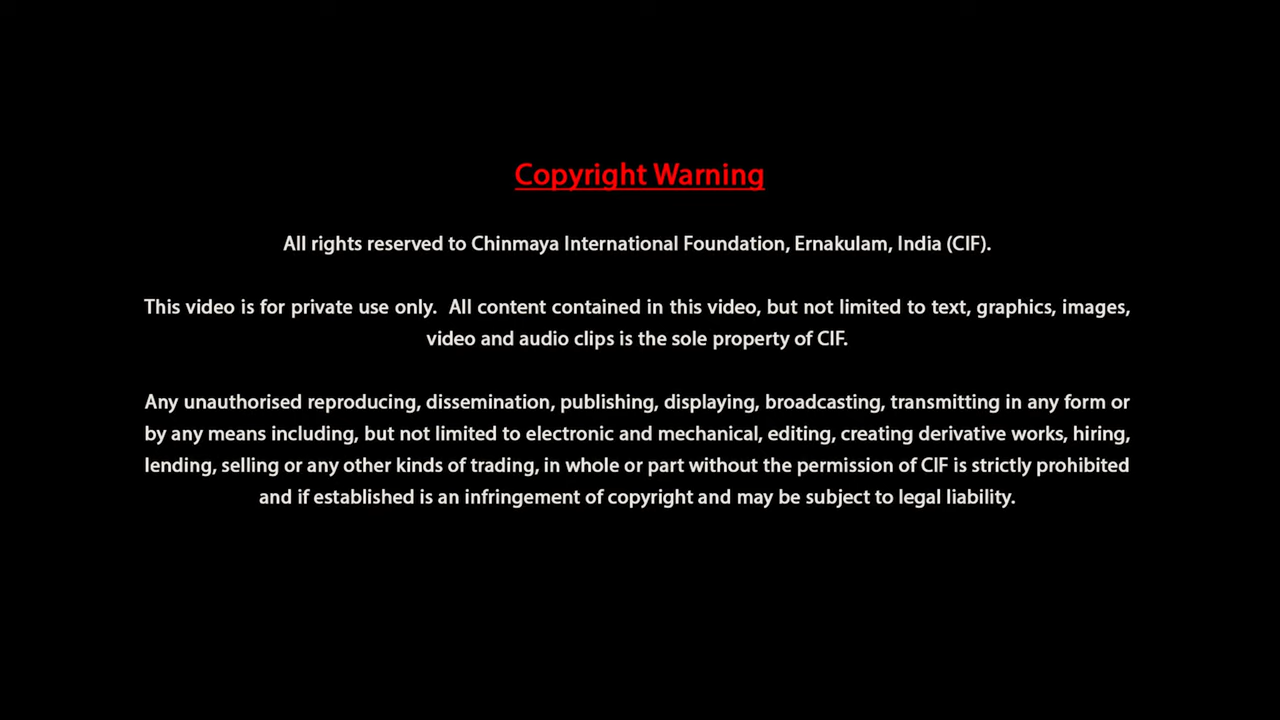 Copyright Warning
All rights reserved to Chinmaya International Foundation, Ernakulam, India (CIF).
This video is for private use only.  All content contained in this video, but not limited to text, graphics, images,
video and audio clips is the sole property of CIF.
Any unauthorised reproducing, dissemination, publishing, displaying, broadcasting, transmitting in any form or
by any means including, but not limited to electronic and mechanical, editing, creating derivative works, hiring,
lending, selling or any other kinds of trading, in whole or part without the permission of CIF is strictly prohibited
and if established is an infringement of copyright and may be subject to legal liability.